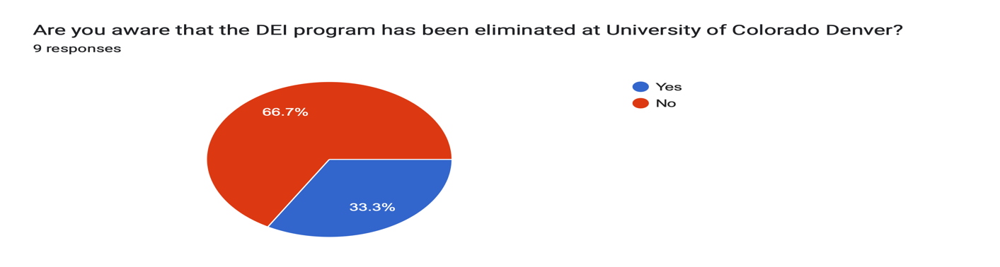 Are you aware that the DEI program has been eliminated at University of Colorado Denver?
9 responses
Yes
No
66.7%
33.3%